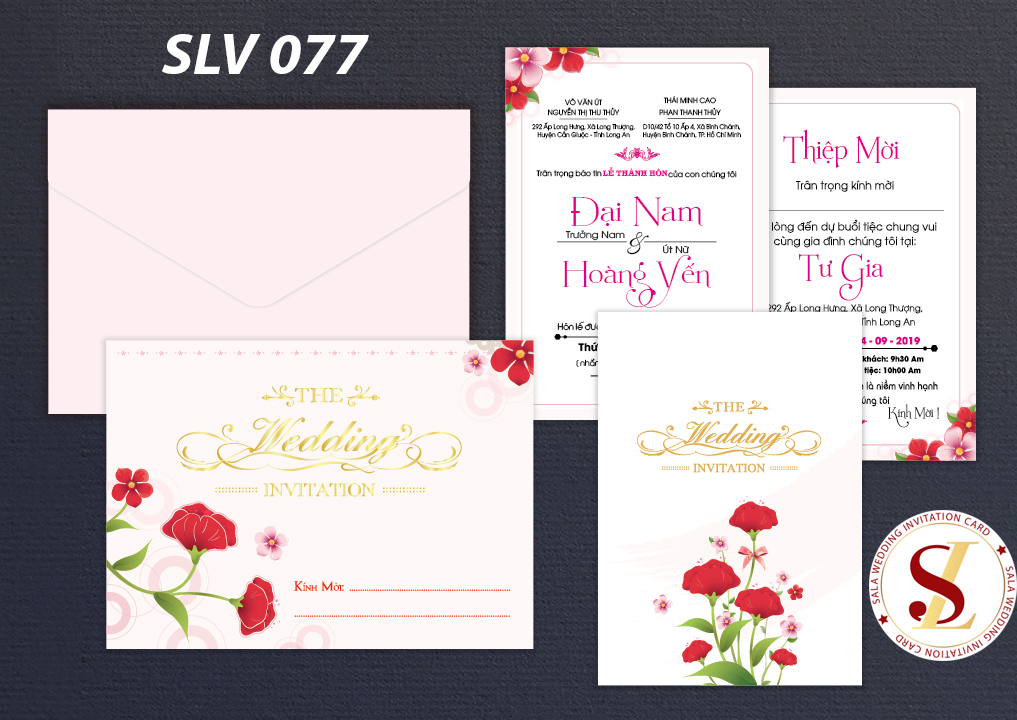 SLV 077
VÕ VĂN ÚT
NGUYỄN THỊ THU THỦY
292 Ấp Long Hưng, Xã Long Thượng,
Huyện Cần Giuộc - Tỉnh Long An
THÁI MINH CAO
PHAN THANH THỦY
D10/42 Tổ 10 Ấp 4, Xã Bình Chánh,
Huyện Bình Chánh, TP. Hồ Chí Minh
Trân trọng báo tin LỄ THÀNH HÔN của con chúng tôi
Đại Nam
Trưởng Nam
&
Út Nữ
Hoàng Yến
Hôn lễ đư
Thứ
( nhằ
Thiệp Mời
Trân trọng kính mời
lòng đến dự buổi tiệc chung vui
cùng gia đình chúng tôi tại:
Tư Gia
292 Ấp Long Hưng, Xã Long Thượng,
Tỉnh Long An
4 - 09 - 2019
khách: 9h30 Am
tiệc: 10h00 Am
là niềm vinh hạnh
úng tôi
Kính Mời !
THE
Wedding
INVITATION
Kính Mời:
THE
Wedding
INVITATION
SALA WEDDING INVITATION CARD
SALA WEDDING INVITATION CARD
SL